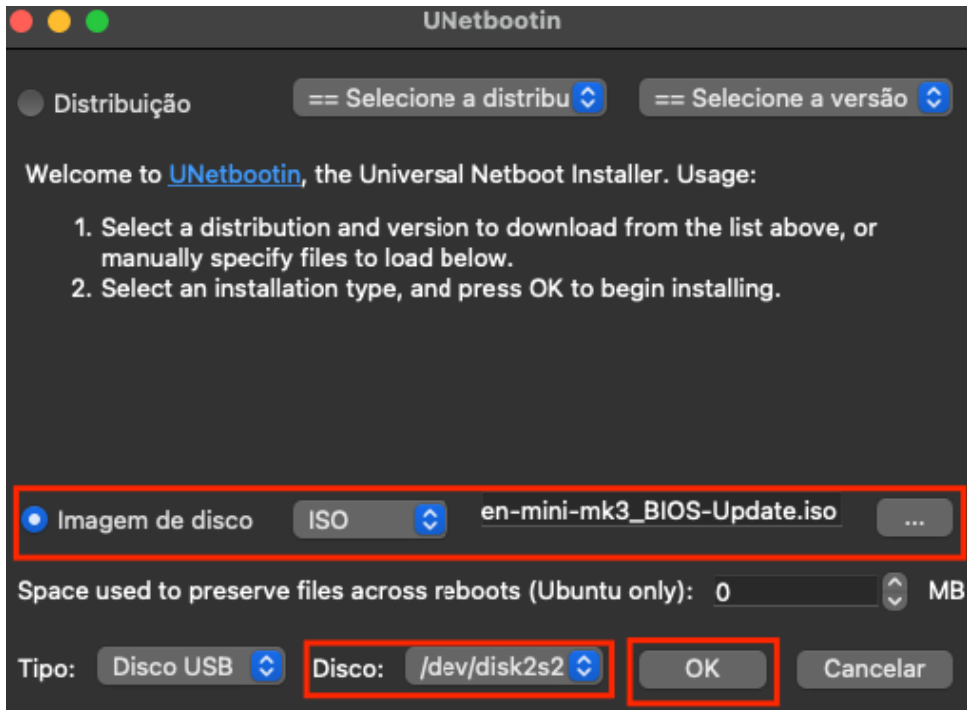 UNetbootin
Distribuição == Selecione a distribu == Selecione a versão
Welcome to UNetbootin, the Universal Netboot Installer. Usage:
1. Select a distribution and version to download from the list above, or
manually specify files to load below.
2. Select an installation type, and press OK to begin installing.
Imagem de disco ISO en-mini-mk3_BIOS-Update.iso ...
Space used to preserve files across reboots (Ubuntu only): 0 MB
Tipo: Disco USB Disco: /dev/disk2s2 OK Cancelar